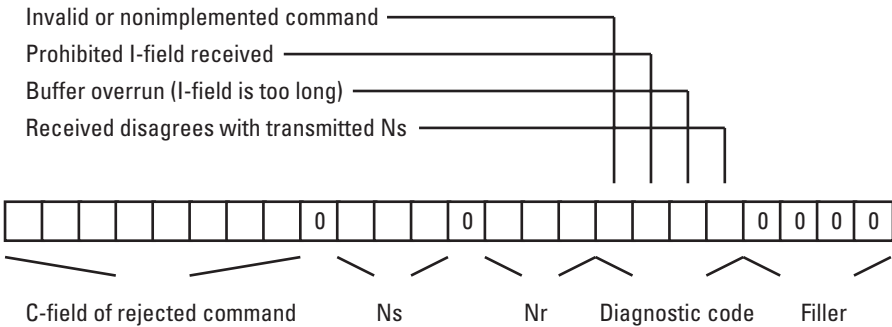 Invalid or nonimplemented command
Prohibited I-field received
Buffer overrun (I-field is too long)
Received disagrees with transmitted Ns
0 0 0 0 0 0
C-field of rejected command Ns Nr Diagnostic code Filler